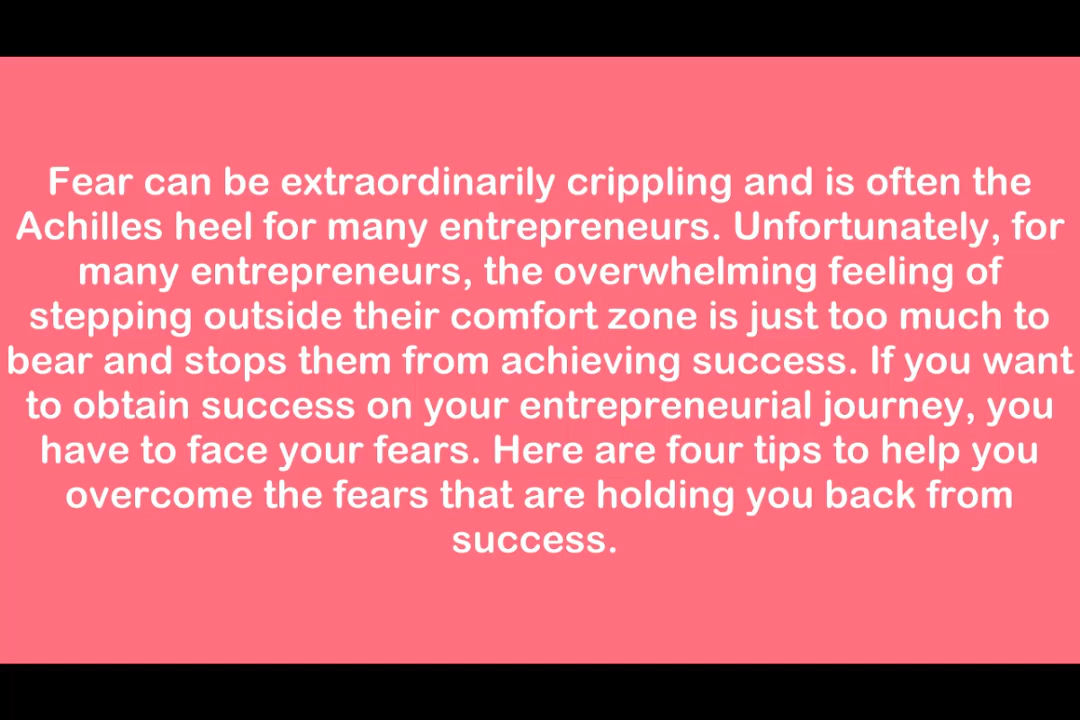 Fear can be extraordinarily crippling and is often the
Achilles heel for many entrepreneurs. Unfortunately, for
many entrepreneurs, the overwhelming feeling of
stepping outside their comfort zone is just too much to
bear and stops them from achieving success. If you want
to obtain success on your entrepreneurial journey, you
have to face your fears. Here are four tips to help you
overcome the fears that are holding you back from
success.